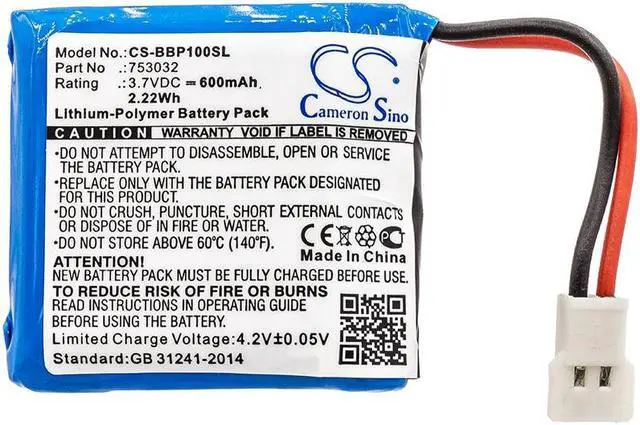 Model No.:CS-BBP100SL
Part No :753032
Rating :3.7VDC ⎓ 600mAh,
2.22Wh
Lithium-Polymer Battery Pack
CS
Cameron Sino
CAUTION WARRANTY VOID IF LABEL IS REMOVED
•DO NOT ATTEMPT TO DISASSEMBLE, OPEN OR SERVICE
THE BATTERY PACK.
•REPLACE ONLY WITH THE BATTERY PACK DESIGNATED
FOR THIS PRODUCT.
•DO NOT CRUSH, PUNCTURE, SHORT EXTERNAL CONTACTS
OR DISPOSE OF IN FIRE OR WATER.
•DO NOT STORE ABOVE 60℃ (140℉).
CE
Made In China
ATTENTION!
NEW BATTERY PACK MUST BE FULLY CHARGED BEFORE USE.
TO REDUCE RISK OF FIRE OR BURNS
READ INSTRUCTIONS IN OPERATING GUIDE
Limited Charge Voltage:4.2V±0.05V
Standard:GB 31241-2014